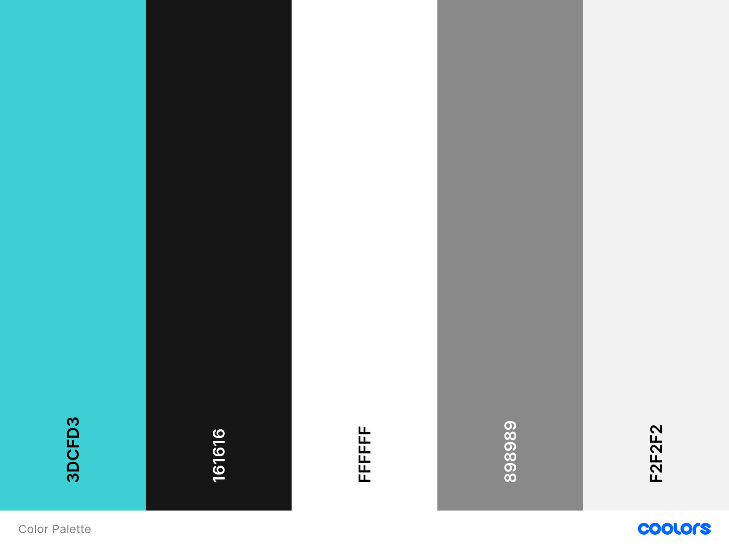 3DCFD3
161616
FFFFFF
898989
F2F2F2
Color Palette
coolors